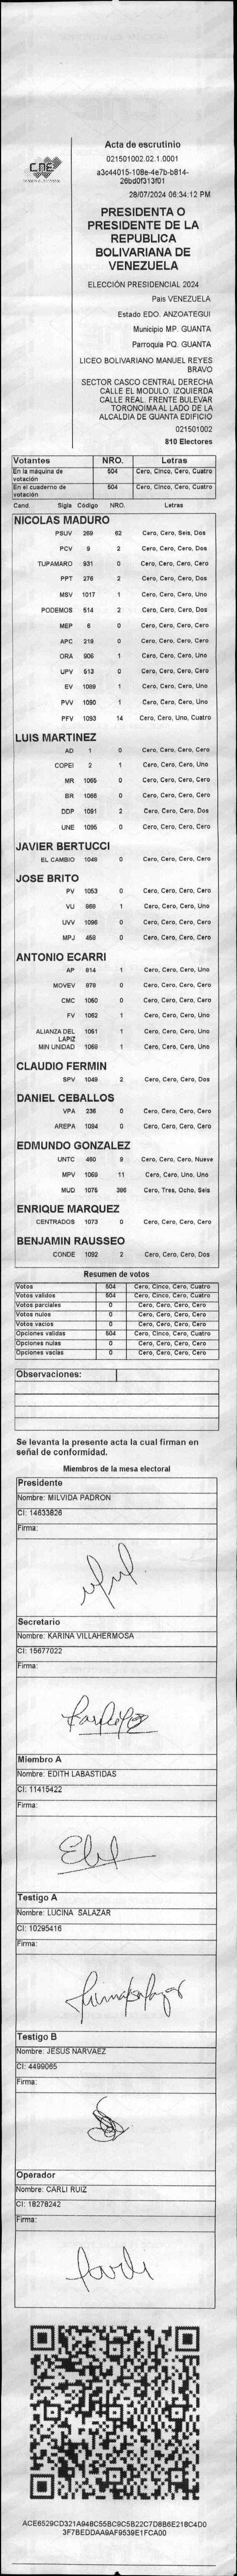 CNE
Acta de escrutinio
021501002.02.1.0001
a3c44015-108e-4e7b-b814-
26bd0f313f01
28/07/2024 06:34:12 PM
PRESIDENTA O
PRESIDENTE DE LA
REPUBLICA
BOLIVARIANA DE
VENEZUELA
ELECCIÓN PRESIDENCIAL 2024
Pais VENEZUELA
Estado EDO. ANZOATEGUI
Municipio MP. GUANTA
Parroquia PQ. GUANTA
LICEO BOLIVARIANO MANUEL REYES
BRAVO
SECTOR CASCO CENTRAL DERECHA
CALLE EL MODULO. IZQUIERDA
CALLE REAL. FRENTE BULEVAR
TORONOIMA AL LADO DE LA
ALCALDIA DE GUANTA EDIFICIO
021501002
810 Electores
Votantes NRO. Letras
En la máquina de votación 504 Cero, Cinco, Cero, Cuatro
En el cuaderno de votación 504 Cero, Cinco, Cero, Cuatro
Cand. Sigla Código NRO. Letras
NICOLAS MADURO
PSUV 269 62 Cero, Cero, Seis, Dos
PCV 9 2 Cero, Cero, Cero, Dos
TUPAMARO 931 0 Cero, Cero, Cero, Cero
PPT 276 2 Cero, Cero, Cero, Dos
MSV 1017 1 Cero, Cero, Cero, Uno
PODEMOS 514 2 Cero, Cero, Cero, Dos
MEP 6 0 Cero, Cero, Cero, Cero
APC 219 0 Cero, Cero, Cero, Cero
ORA 906 1 Cero, Cero, Cero, Uno
UPV 513 0 Cero, Cero, Cero, Cero
EV 1089 1 Cero, Cero, Cero, Uno
PVV 1090 1 Cero, Cero, Cero, Uno
PFV 1093 14 Cero, Cero, Uno, Cuatro
LUIS MARTINEZ
AD 1 0 Cero, Cero, Cero, Cero
COPEI 2 1 Cero, Cero, Cero, Uno
MR 1065 0 Cero, Cero, Cero, Cero
BR 1066 0 Cero, Cero, Cero, Cero
DDP 1091 2 Cero, Cero, Cero, Dos
UNE 1095 0 Cero, Cero, Cero, Cero
JAVIER BERTUCCI
EL CAMBIO 1048 0 Cero, Cero, Cero, Cero
JOSE BRITO
PV 1053 0 Cero, Cero, Cero, Cero
VU 969 1 Cero, Cero, Cero, Uno
UVV 1096 0 Cero, Cero, Cero, Cero
MPJ 458 0 Cero, Cero, Cero, Cero
ANTONIO ECARRI
AP 814 1 Cero, Cero, Cero, Uno
MOVEV 978 0 Cero, Cero, Cero, Cero
CMC 1050 0 Cero, Cero, Cero, Cero
FV 1062 1 Cero, Cero, Cero, Uno
ALIANZA DEL LAPIZ 1051 1 Cero, Cero, Cero, Uno
MIN UNIDAD 1058 1 Cero, Cero, Cero, Uno
CLAUDIO FERMIN
SPV 1049 2 Cero, Cero, Cero, Dos
DANIEL CEBALLOS
VPA 236 0 Cero, Cero, Cero, Cero
AREPA 1094 0 Cero, Cero, Cero, Cero
EDMUNDO GONZALEZ
UNTC 460 9 Cero, Cero, Cero, Nueve
MPV 1069 11 Cero, Cero, Uno, Uno
MUD 1075 386 Cero, Tres, Ocho, Seis
ENRIQUE MARQUEZ
CENTRADOS 1073 0 Cero, Cero, Cero, Cero
BENJAMIN RAUSSEO
CONDE 1092 2 Cero, Cero, Cero, Dos
Resumen de votos
Votos 504 Cero, Cinco, Cero, Cuatro
Votos validos 504 Cero, Cinco, Cero, Cuatro
Votos parciales 0 Cero, Cero, Cero, Cero
Votos nulos 0 Cero, Cero, Cero, Cero
Votos vacios 0 Cero, Cero, Cero, Cero
Opciones validas 504 Cero, Cinco, Cero, Cuatro
Opciones nulas 0 Cero, Cero, Cero, Cero
Opciones vacías 0 Cero, Cero, Cero, Cero
Observaciones:
Se levanta la presente acta la cual firman en
señal de conformidad.
Miembros de la mesa electoral
Presidente
Nombre: MILVIDA PADRON
CI: 14633826
Firma:
Secretario
Nombre: KARINA VILLAHERMOSA
CI: 15677022
Firma:
Miembro A
Nombre: EDITH LABASTIDAS
CI: 11415422
Firma:
Testigo A
Nombre: LUCINA SALAZAR
CI: 10295416
Firma:
Testigo B
Nombre: JESUS NARVAEZ
CI: 4499065
Firma:
Operador
Nombre: CARLI RUIZ
CI: 18278242
Firma:
ACE6529CD321A948C55BC9C5B22C7D8B6E218C4D0
3F7BEDDAA9AF9539E1FCA00